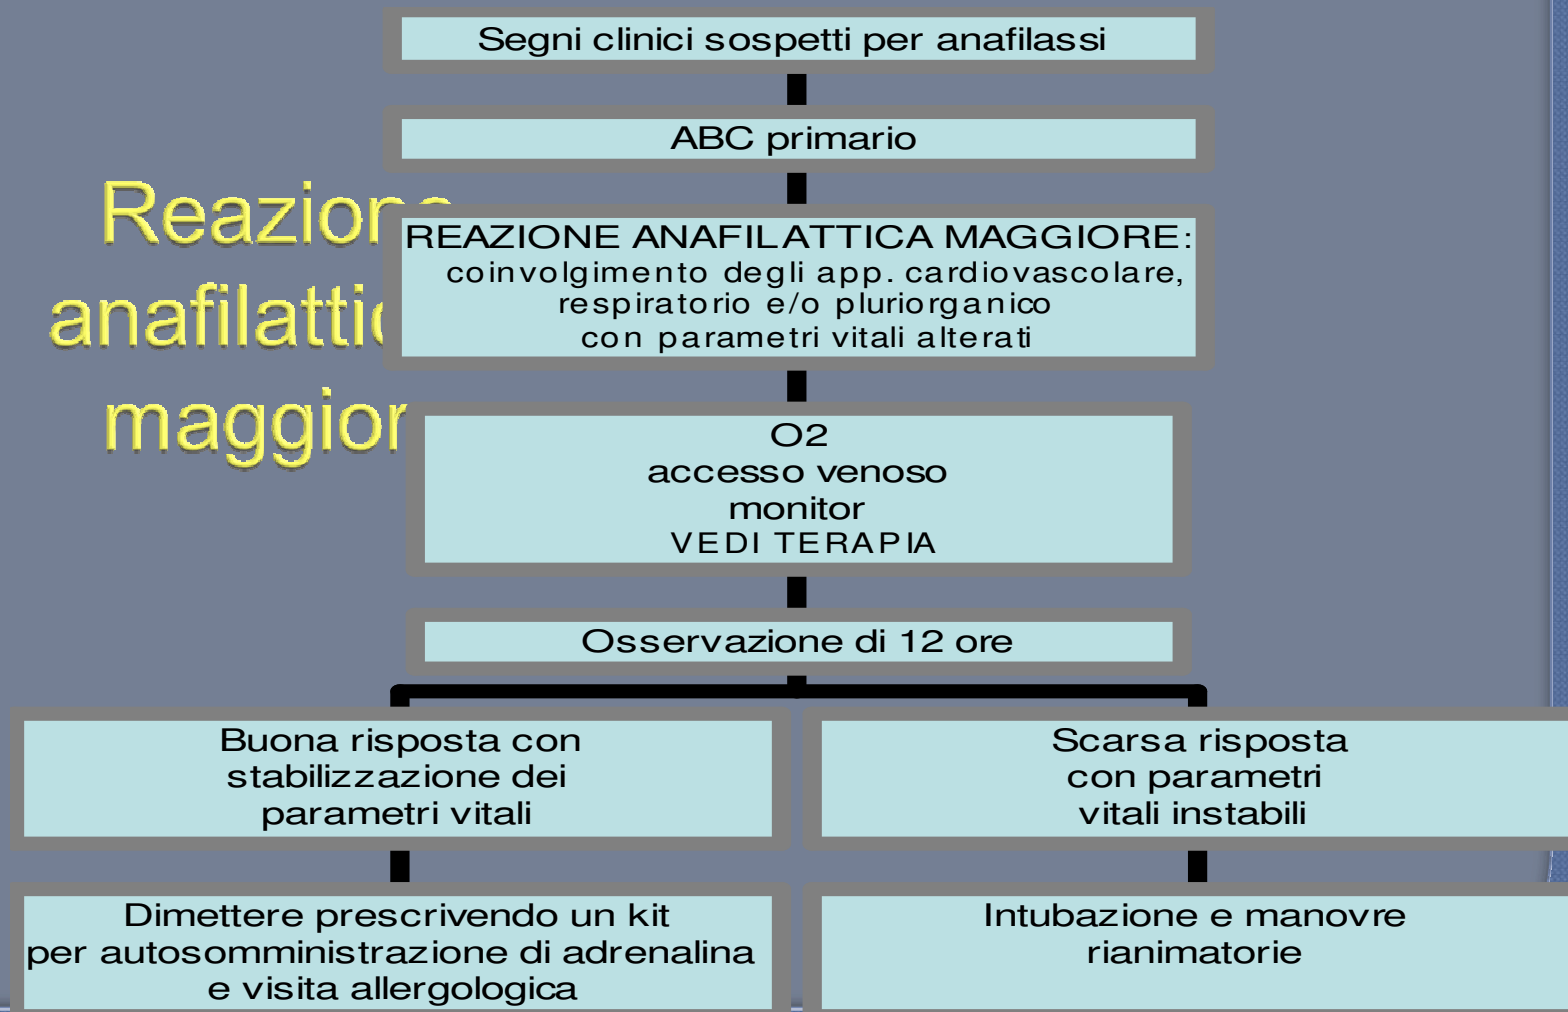 Segni clinici sospetti per anafilassi
ABC primario
Reazione
anafilattic
maggior
REAZIONE ANAFILATTICA MAGGIORE:
coinvolgimento degli app. cardiovascolare,
respiratorio e/o pluriorganico
con parametri vitali alterati
O2
accesso venoso
monitor
VEDI TERAPIA
Osservazione di 12 ore
Buona risposta con
stabilizzazione dei
parametri vitali
Scarsa risposta
con parametri
vitali instabili
Dimettere prescrivendo un kit
per autosomministrazione di adrenalina
e visita allergologica
Intubazione e manovre
rianimatorie